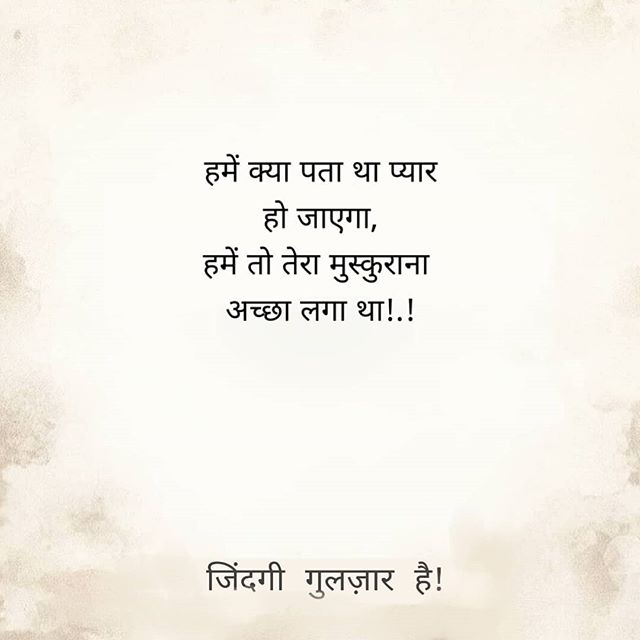 हमें क्या पता था प्यार
हो जाएगा,
हमें तो तेरा मुस्कुराना
अच्छा लगा था!.!
जिंदगी गुलज़ार है!